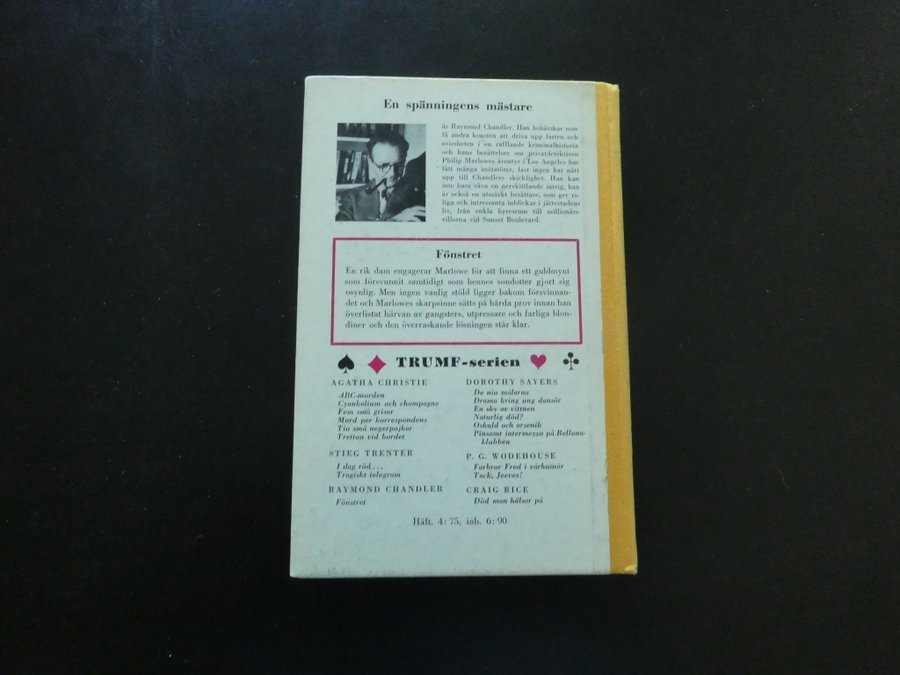 En spänningens mästare
är Raymond Chandler. Han behärskar som
få andra konsten att driva upp farten och
ovissheten i en rafflande kriminalhistoria
och hans berättelser om privatdetektiven
Philip Marlowes äventyr i Los Angeles har
fått många imitatörer, fast ingen har nått
upp till Chandlers skicklighet. Han kan
inte bara väva en nervkittlande intrig, han
är också en utmärkt berättare, som ger ro-
liga och intressanta inblickar i jättestadens
liv, från enkla hyresrum till millionärs-
villorna vid Sunset Boulevard.
Fönstret
En rik dam engagerar Marlowe för att finna ett guldmynt
som försvunnit samtidigt som hennes sondotter gjort sig
osynlig. Men ingen vanlig stöld ligger bakom försvinnan-
det och Marlowes skarpsinne sätts på hårda prov innan han
överlistat härvan av gangsters, utpressare och farliga blon-
diner och den överraskande lösningen står klar.
TRUMF-serien
AGATHA CHRISTIE
ABC-morden
Cyankalium och champagne
Fem små grisar
Mord per korrespondens
Tio små negerpojkar
Tretton vid bordet
STIEG TRENTER
I dag röd....
Tragiskt telegram
RAYMOND CHANDLER
Fönstret
DOROTHY SAYERS
De nio målarna
Drama kring ung dansör
En sky av vittnen
Naturlig död?
Oskuld och arsenik
Pinsamt intermezzo på Bellona-
klubben
P. G. WODEHOUSE
Farbror Fred i vårhumör
Tack, Jeeves!
CRAIG RICE
Död man hälsar på
Häft. 4: 75, inb. 6: 90